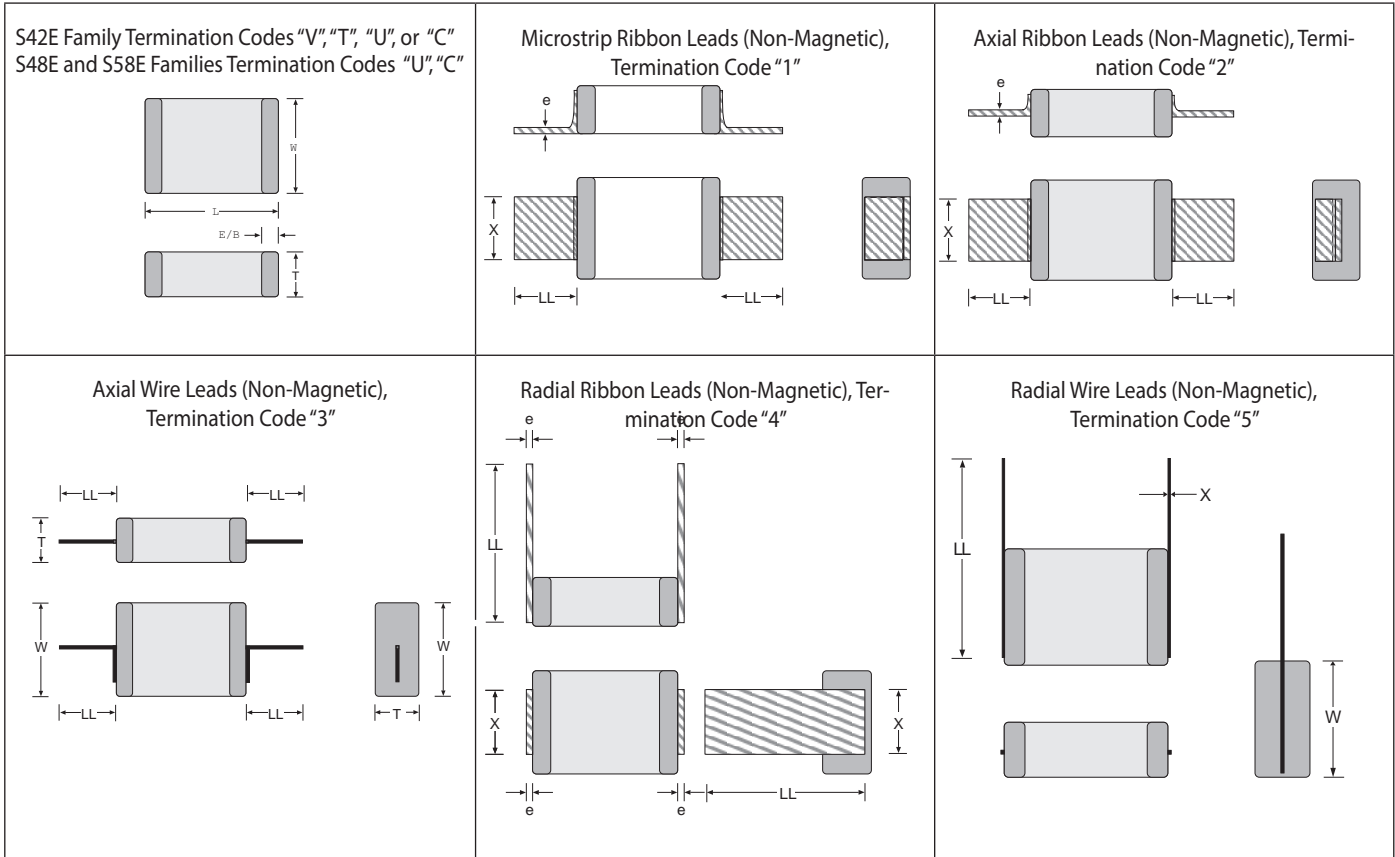 S42E Family Termination Codes “V”, “T”, “U”, or “C”
S48E and S58E Families Termination Codes “U”, “C”
W
L
E/B
T
Microstrip Ribbon Leads (Non-Magnetic),
Termination Code “1”
e
X
LL
LL
Axial Ribbon Leads (Non-Magnetic), Termi-
nation Code “2”
e
X
LL
LL
Axial Wire Leads (Non-Magnetic),
Termination Code “3”
LL
LL
T
W
W
LL
LL
T
Radial Ribbon Leads (Non-Magnetic), Ter-
mination Code “4”
e
e
LL
X
X
LL
e
e
Radial Wire Leads (Non-Magnetic),
Termination Code “5”
X
LL
W